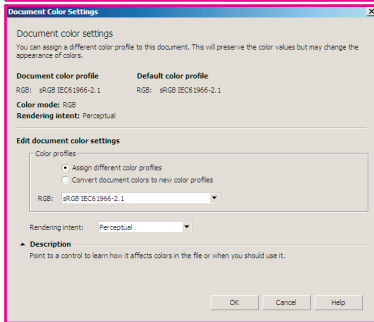 Document Color Settings
Document color settings
You can assign a different color profile to this document. This will preserve the color values but may change the
appearance of colors.
Document color profile Default color profile
RGB: sRGB IEC61966-2.1 RGB: sRGB IEC61966-2.1
Color mode: RGB
Rendering intent: Perceptual
Edit document color settings
Color profiles
Assign different color profiles
Convert document colors to new color profiles
RGB: sRGB IEC61966-2.1
Rendering intent: Perceptual
Description
Point to a control to learn how it affects colors in the file or when you should use it.
OK Cancel Help